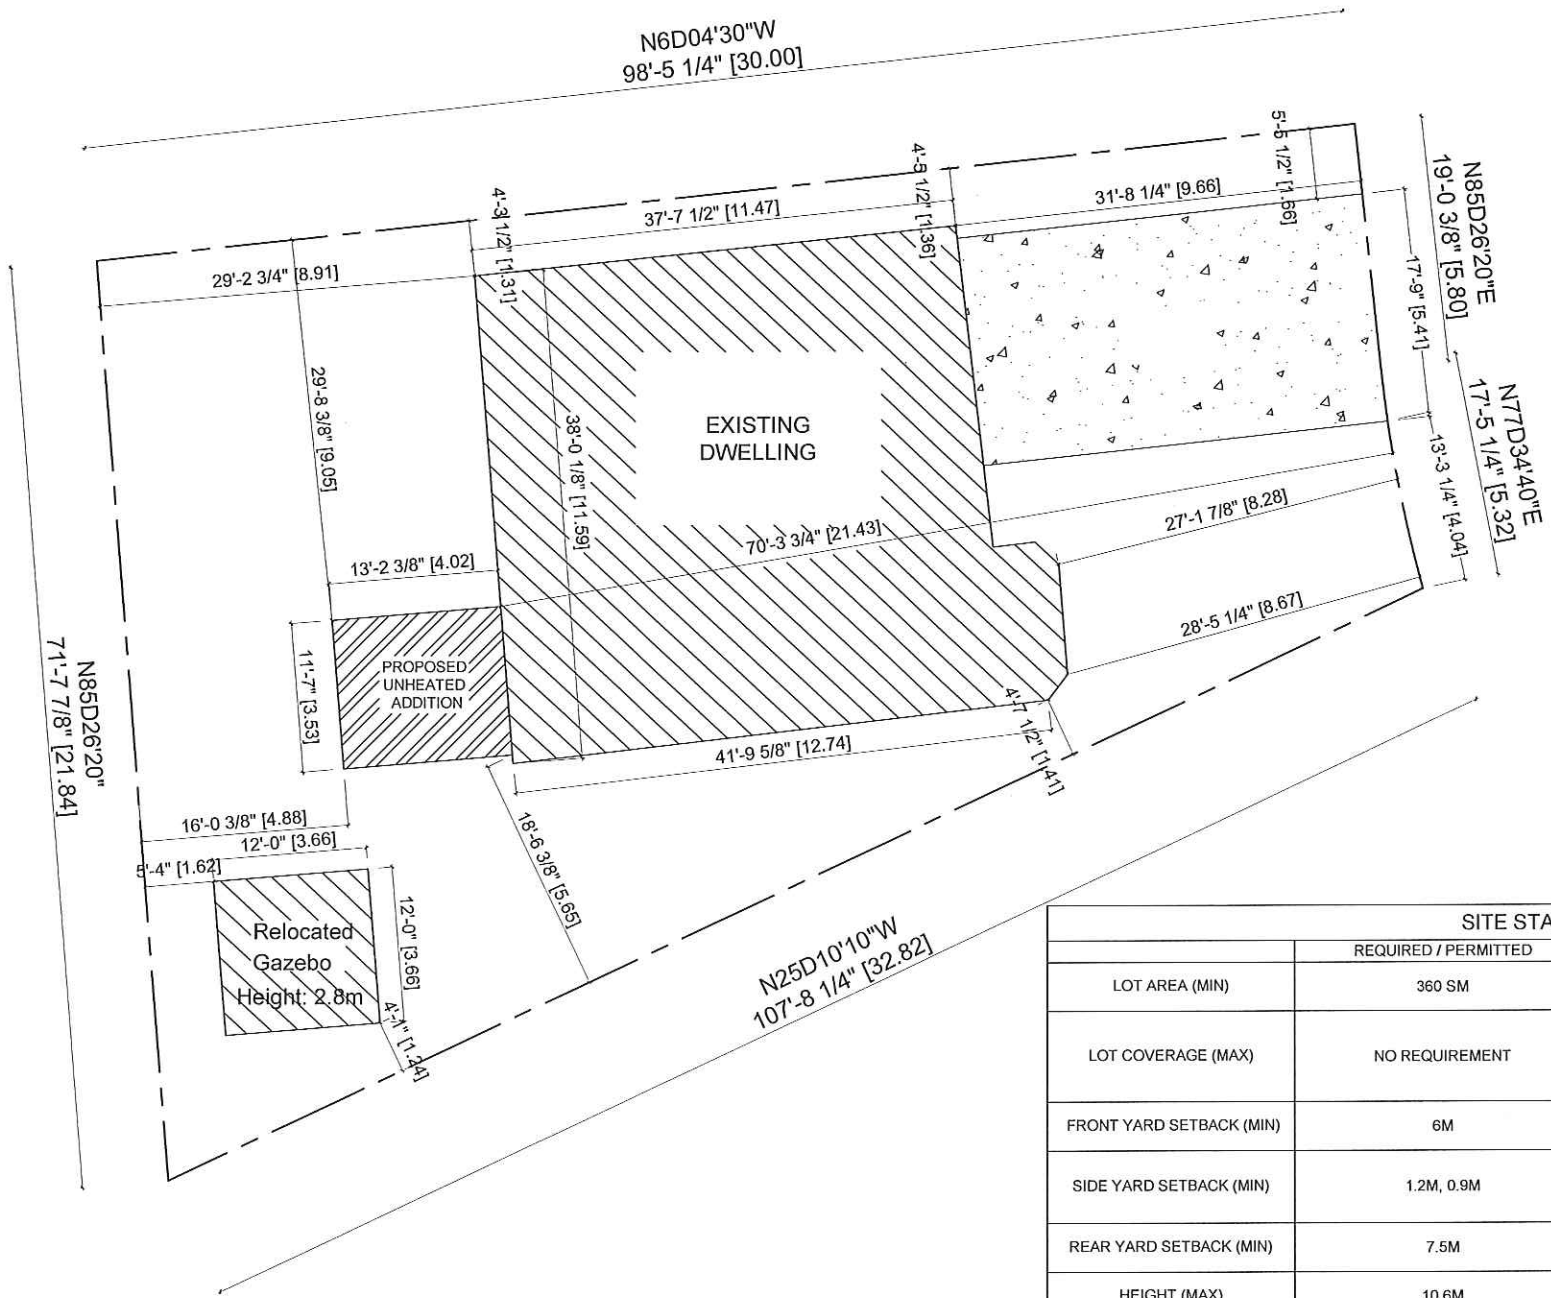 N6D04'30"W
98'-5 1/4" [30.00]
5'-5 1/2" [1.66]
4'-5 1/2" [1.36]
4'-3 1/2" [1.31]
31'-8 1/4" [9.66]
37'-7 1/2" [11.47]
29'-2 3/4" [8.91]
N85D26'20"E
19'-0 3/8" [5.80]
17'-9" [5.41]
N77D34'40"E
17'-5 1/4" [5.32]
13'-3 1/4" [4.04]
29'-8 3/8" [9.05]
38'-0 1/8" [11.59]
EXISTING
DWELLING
70'-3 3/4" [21.43]
27'-1 7/8" [8.28]
13'-2 3/8" [4.02]
28'-5 1/4" [8.67]
11'-7" [3.53]
PROPOSED
UNHEATED
ADDITION
N85D26'20"
71'-7 7/8" [21.84]
4'-7 1/2" [1.41]
41'-9 5/8" [12.74]
16'-0 3/8" [4.88]
12'-0" [3.66]
5'-4" [1.62]
18'-6 3/8" [5.65]
12'-0" [3.66]
Relocated
Gazebo
Height: 2.8m
4'-1" [1.24]
N25D10'10"W
107'-8 1/4" [32.82]
SITE STA
REQUIRED / PERMITTED
LOT AREA (MIN) 360 SM
LOT COVERAGE (MAX) NO REQUIREMENT
FRONT YARD SETBACK (MIN) 6M
SIDE YARD SETBACK (MIN) 1.2M, 0.9M
REAR YARD SETBACK (MIN) 7.5M
HEIGHT (MAX) 10.6M